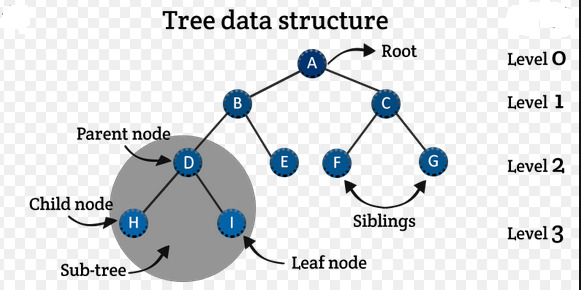 Tree data structure
A
Root
Level 0
B
C
Level 1
Parent node
D
E
F
G
Level 2
Child node
H
I
Siblings
Level 3
Sub-tree
Leaf node